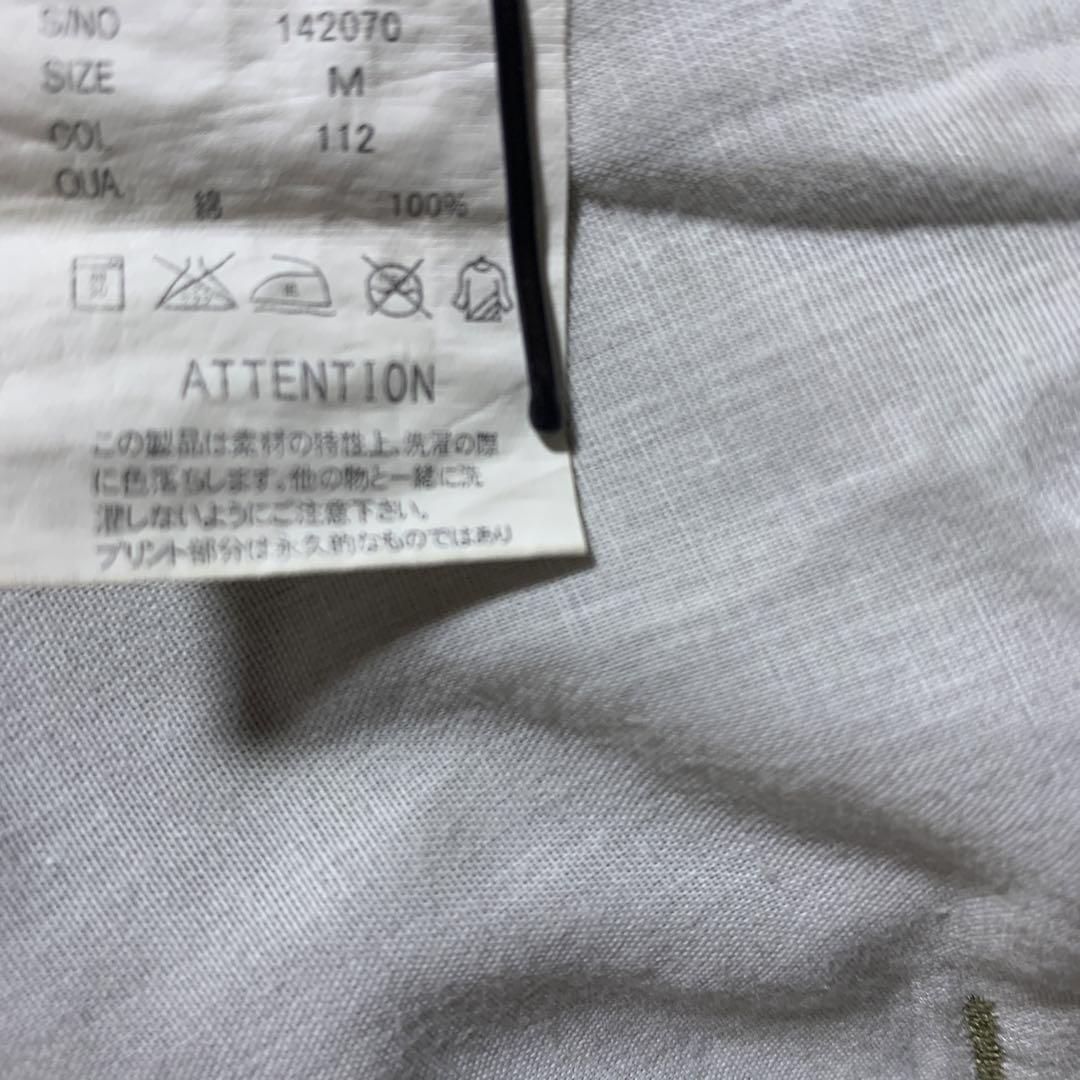 S/NO 142070
SIZE M
COL 112
QUA
綿 100%
ATTENTION
この製品は素材の特性上、洗濯の際
に色落ちします。他の物と一緒に洗
濯しないようにご注意下さい。
プリント部分は永久的なものではあり